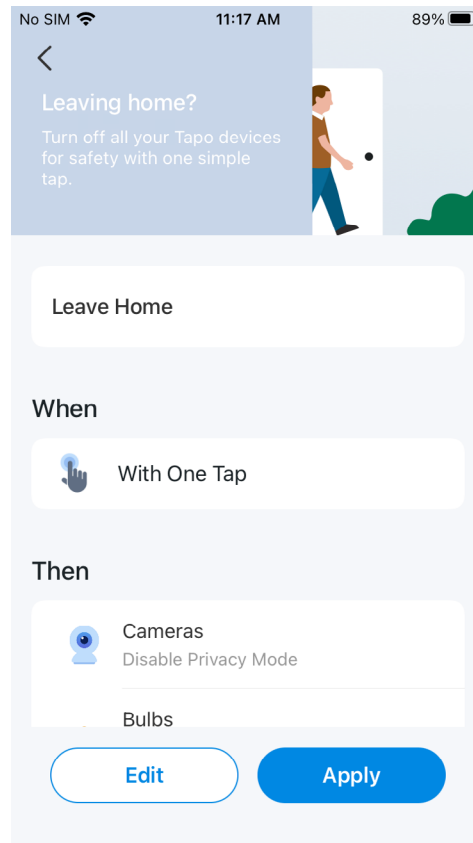 No SIM 11:17 AM 89%
Leaving home?
Turn off all your Tapo devices
for safety with one simple
tap.
Leave Home
When
With One Tap
Then
Cameras
Disable Privacy Mode
Bulbs
Edit Apply